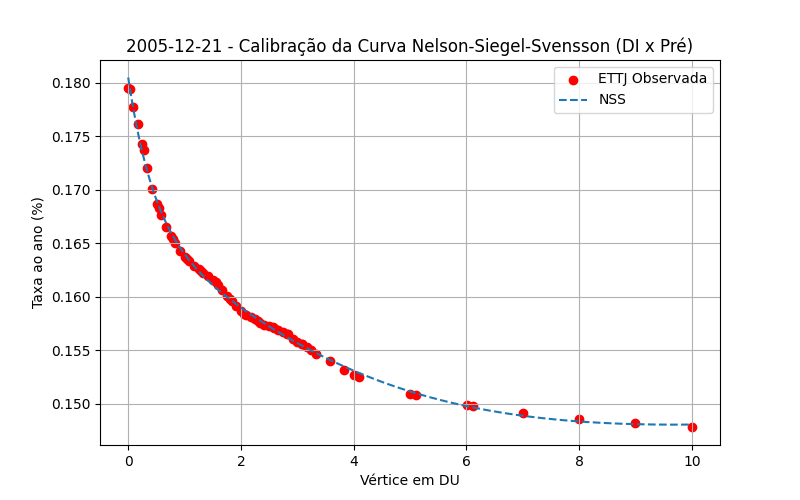 2005-12-21 - Calibração da Curva Nelson-Siegel-Svensson (DI x Pré)
ETTJ Observada
NSS
Taxa ao ano (%)
0.180
0.175
0.170
0.165
0.160
0.155
0.150
0 2 4 6 8 10
Vértice em DU